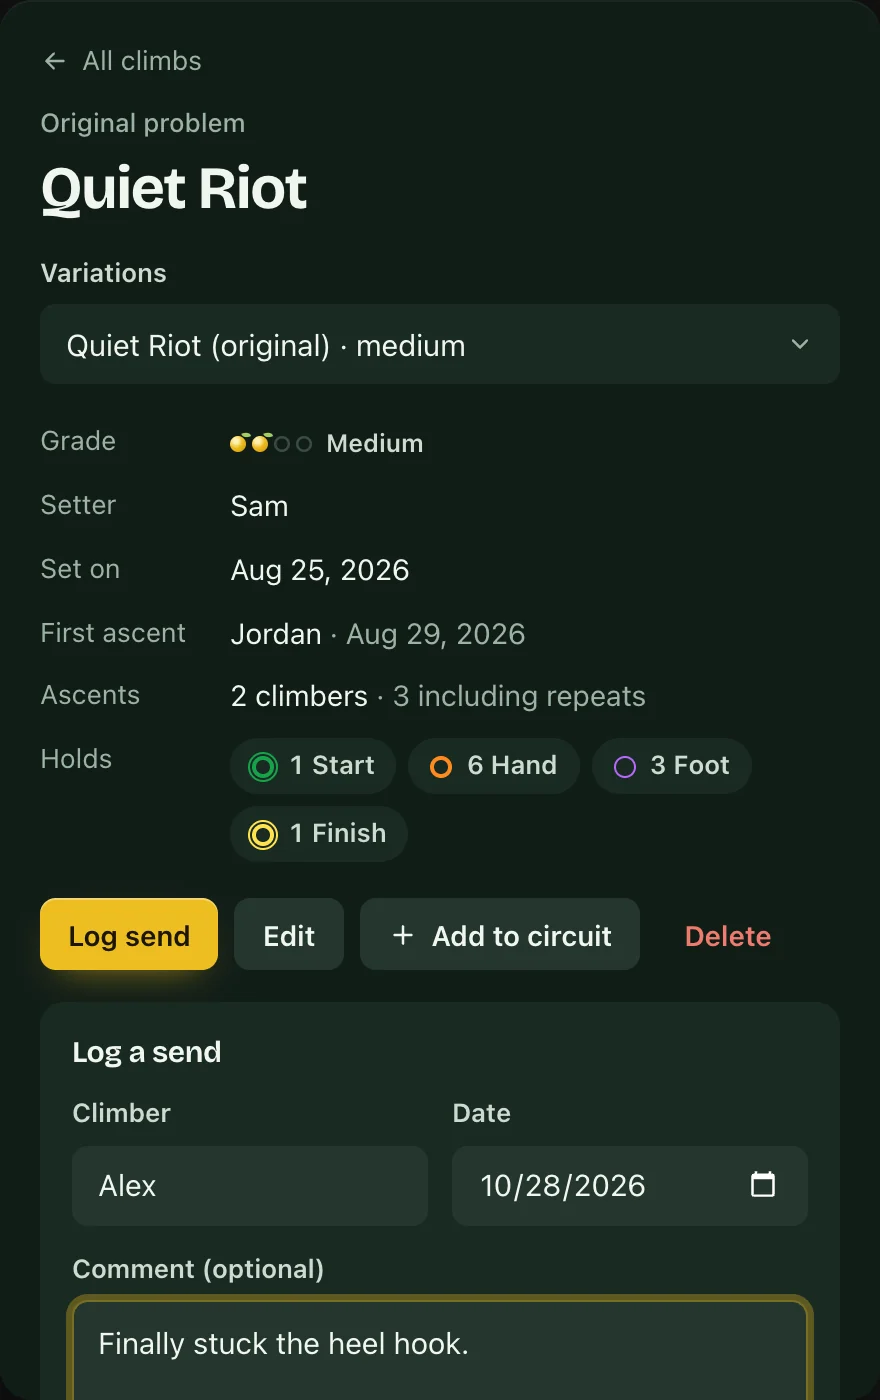 ← All climbs
Original problem
Quiet Riot
Variations
Quiet Riot (original) · medium
Grade Medium
Setter Sam
Set on Aug 25, 2026
First ascent Jordan · Aug 29, 2026
Ascents 2 climbers · 3 including repeats
Holds 1 Start 6 Hand 3 Foot
1 Finish
Log send Edit + Add to circuit Delete
Log a send
Climber Date
Alex 10/28/2026
Comment (optional)
Finally stuck the heel hook.